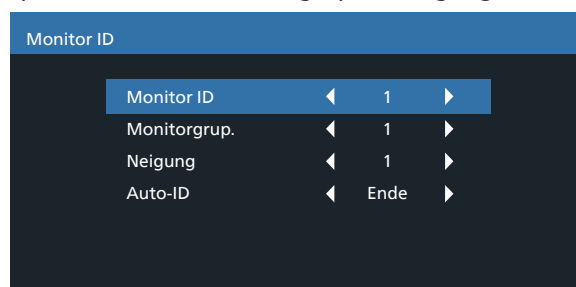 Monitor ID
Monitor ID 1
Monitorgrup. 1
Neigung 1
Auto-ID Ende